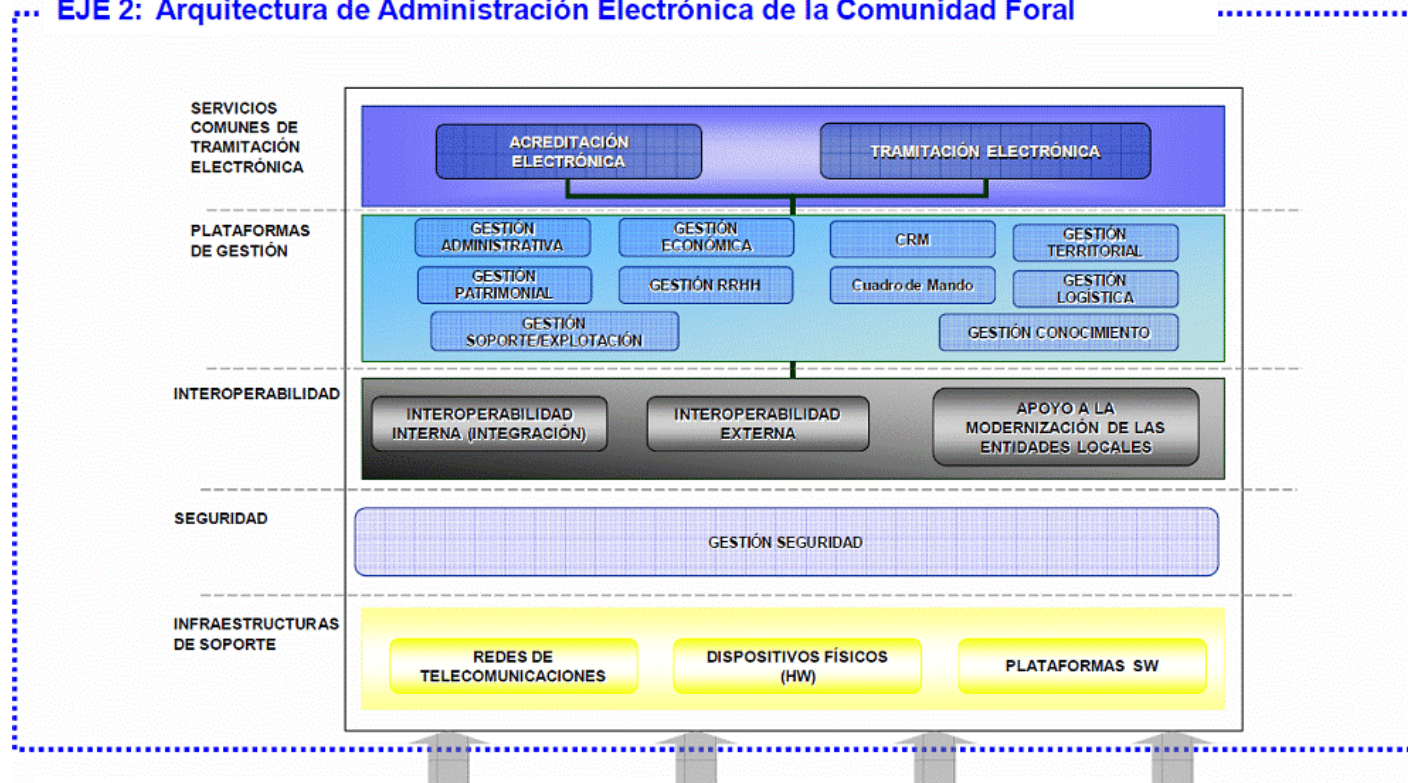 EJE 2: Arquitectura de Administración Electrónica de la Comunidad Foral
SERVICIOS
COMUNES DE
TRAMITACIÓN
ELECTRÓNICA
ACREDITACIÓN
ELECTRÓNICA
TRAMITACIÓN ELECTRÓNICA
PLATAFORMAS
DE GESTIÓN
GESTIÓN
ADMINISTRATIVA
GESTIÓN
ECONÓMICA
CRM
GESTIÓN
TERRITORIAL
GESTIÓN
PATRIMONIAL
GESTIÓN RRHH
Cuadro de Mando
GESTIÓN
LOGÍSTICA
GESTIÓN
SOPORTE/EXPLOTACIÓN
GESTIÓN CONOCIMIENTO
INTEROPERABILIDAD
INTEROPERABILIDAD
INTERNA (INTEGRACIÓN)
INTEROPERABILIDAD
EXTERNA
APOYO A LA
MODERNIZACIÓN DE LAS
ENTIDADES LOCALES
SEGURIDAD
GESTIÓN SEGURIDAD
INFRAESTRUCTURAS
DE SOPORTE
REDES DE
TELECOMUNICACIONES
DISPOSITIVOS FÍSICOS
(HW)
PLATAFORMAS SW